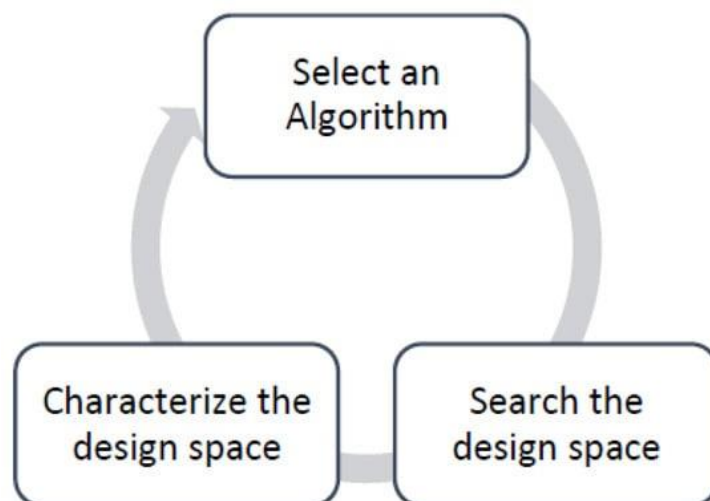 Select an
Algorithm
Characterize the
design space
Search the
design space